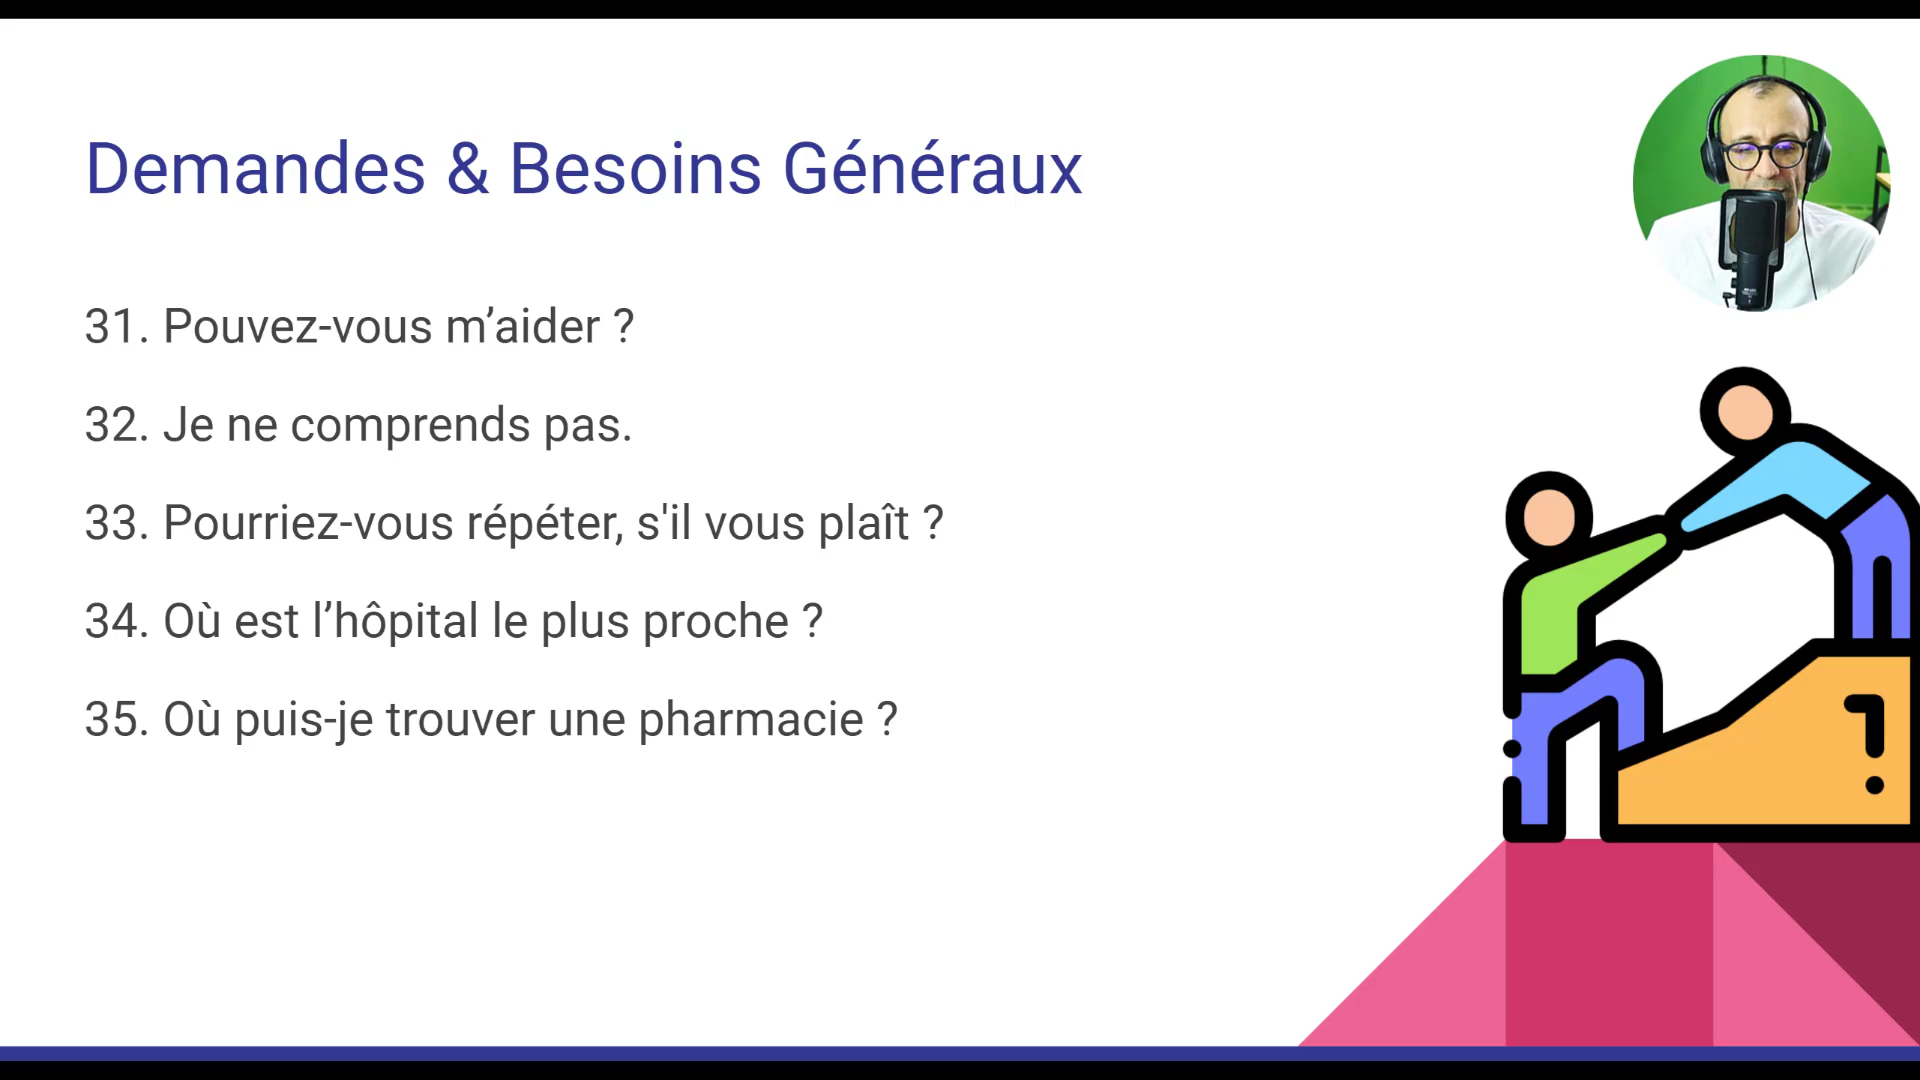 Demandes & Besoins Généraux
31. Pouvez-vous m’aider ?
32. Je ne comprends pas.
33. Pourriez-vous répéter, s'il vous plaît ?
34. Où est l’hôpital le plus proche ?
35. Où puis-je trouver une pharmacie ?